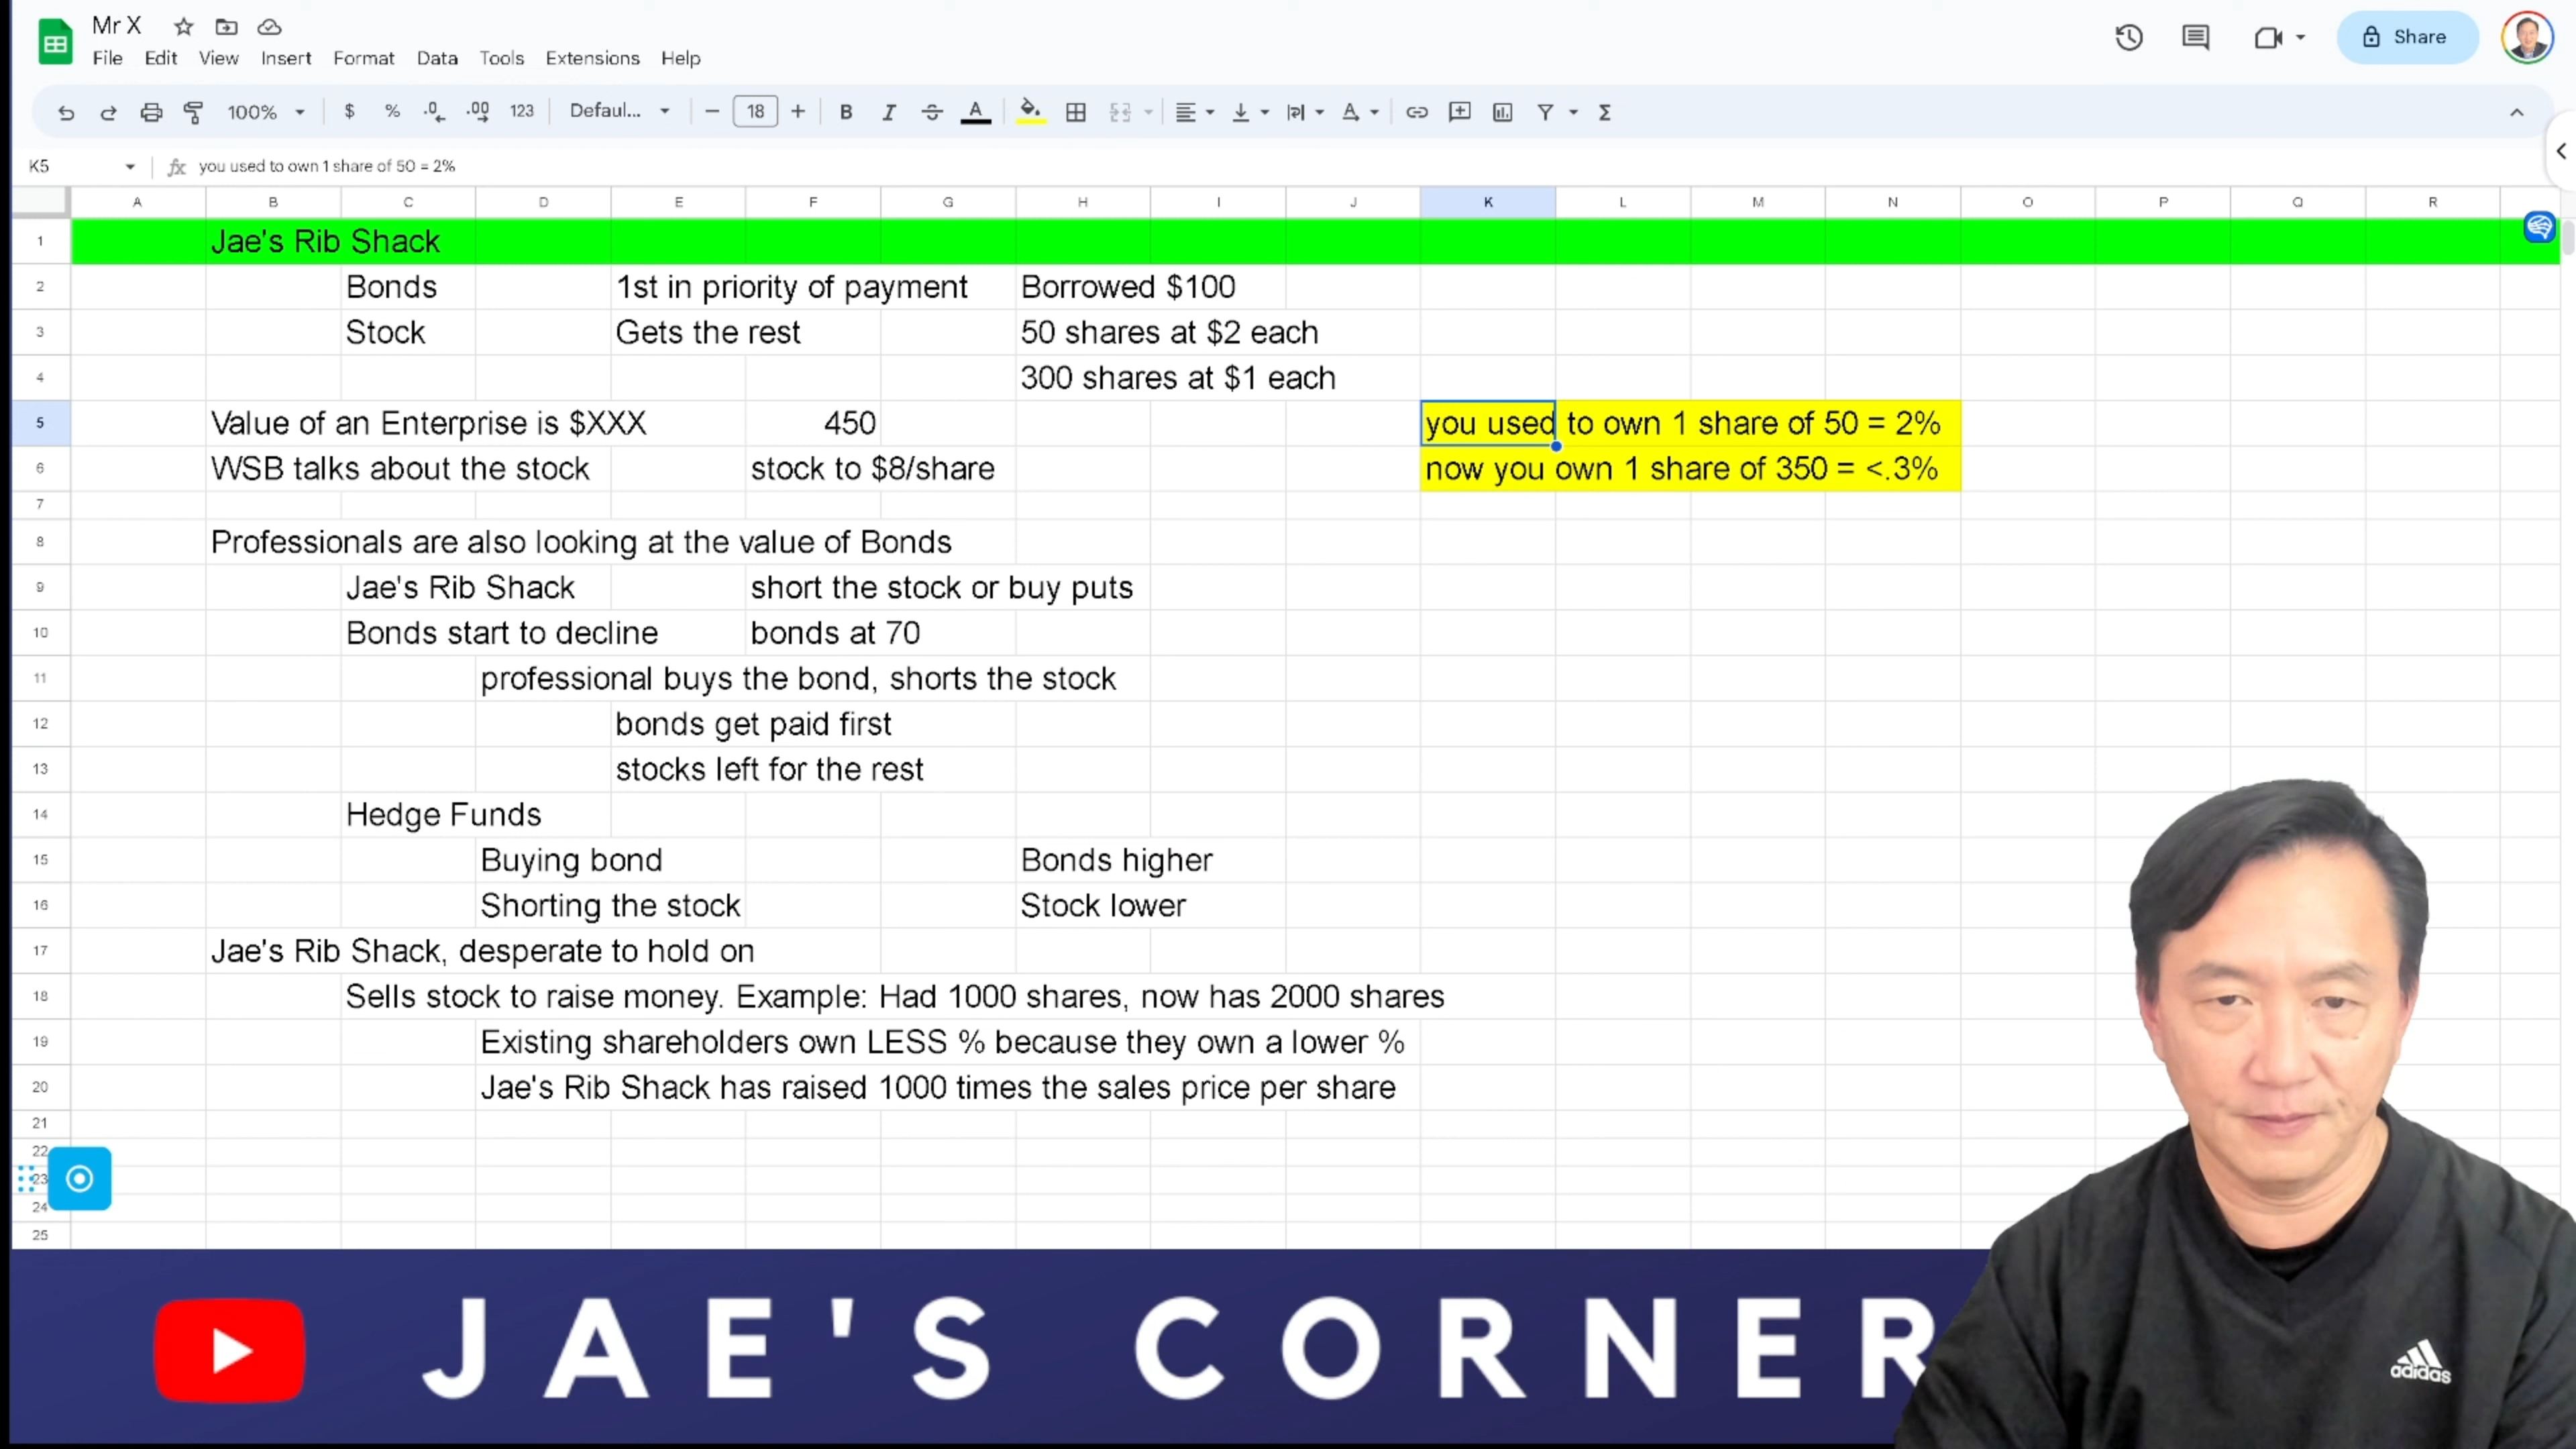 Mr X
File Edit View Insert Format Data Tools Extensions Help
Share
100% $ % .0 .00 123 Defaul... 18 B I A
K5 fx you used to own 1 share of 50 = 2%
A B C D E F G H I J K L M N O P Q R
1 Jae's Rib Shack
2 Bonds 1st in priority of payment Borrowed $100
3 Stock Gets the rest 50 shares at $2 each
4 300 shares at $1 each
5 Value of an Enterprise is $XXX 450 you used to own 1 share of 50 = 2%
6 WSB talks about the stock stock to $8/share now you own 1 share of 350 = <.3%
7
8 Professionals are also looking at the value of Bonds
9 Jae's Rib Shack short the stock or buy puts
10 Bonds start to decline bonds at 70
11 professional buys the bond, shorts the stock
12 bonds get paid first
13 stocks left for the rest
14 Hedge Funds
15 Buying bond Bonds higher
16 Shorting the stock Stock lower
17 Jae's Rib Shack, desperate to hold on
18 Sells stock to raise money. Example: Had 1000 shares, now has 2000 shares
19 Existing shareholders own LESS % because they own a lower %
20 Jae's Rib Shack has raised 1000 times the sales price per share
21
22
23
24
25
JAE'S CORNER
adidas